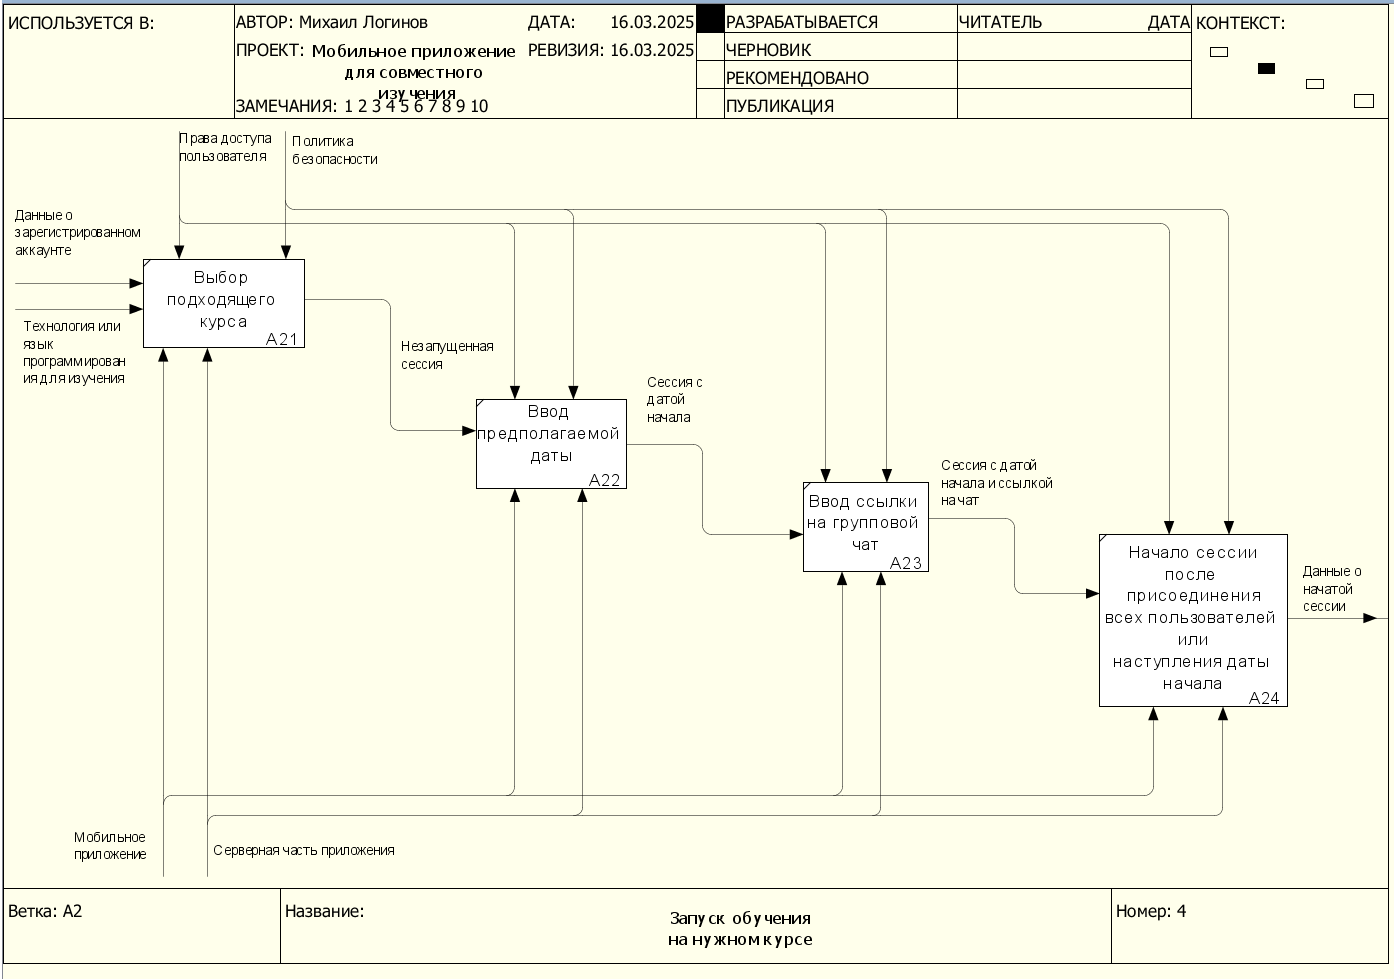 ИСПОЛЬЗУЕТСЯ В:
АВТОР: Михаил Логинов
ДАТА: 16.03.2025
РАЗРАБАТЫВАЕТСЯ
ЧИТАТЕЛЬ
ДАТА
КОНТЕКСТ:
ПРОЕКТ: Мобильное приложение
для совместного
изучения
РЕВИЗИЯ: 16.03.2025
ЧЕРНОВИК
РЕКОМЕНДОВАНО
ЗАМЕЧАНИЯ: 1 2 3 4 5 6 7 8 9 10
ПУБЛИКАЦИЯ
Права доступа
пользователя
Политика
безопасности
Данные о
зарегистрированном
аккаунте
Выбор
подходящего
курса
A21
Технология или
язык
программирован
ия для изучения
Незапущенная
сессия
Ввод
предполагаемой
даты
A22
Сессия с
датой
начала
Ввод ссылки
на групповой
чат
A23
Сессия с датой
начала и ссылкой
на чат
Начало сессии
после
присоединения
всех пользователей
или
наступления даты
начала
A24
Данные о
начатой
сессии
Мобильное
приложение
Серверная часть приложения
Ветка: A2
Название:
Запуск обучения
на нужном курсе
Номер: 4